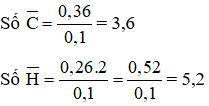 Số C̅ = 0,36/0,1 = 3,6
Số H̅ = 0,26.2/0,1 = 0,52/0,1 = 5,2